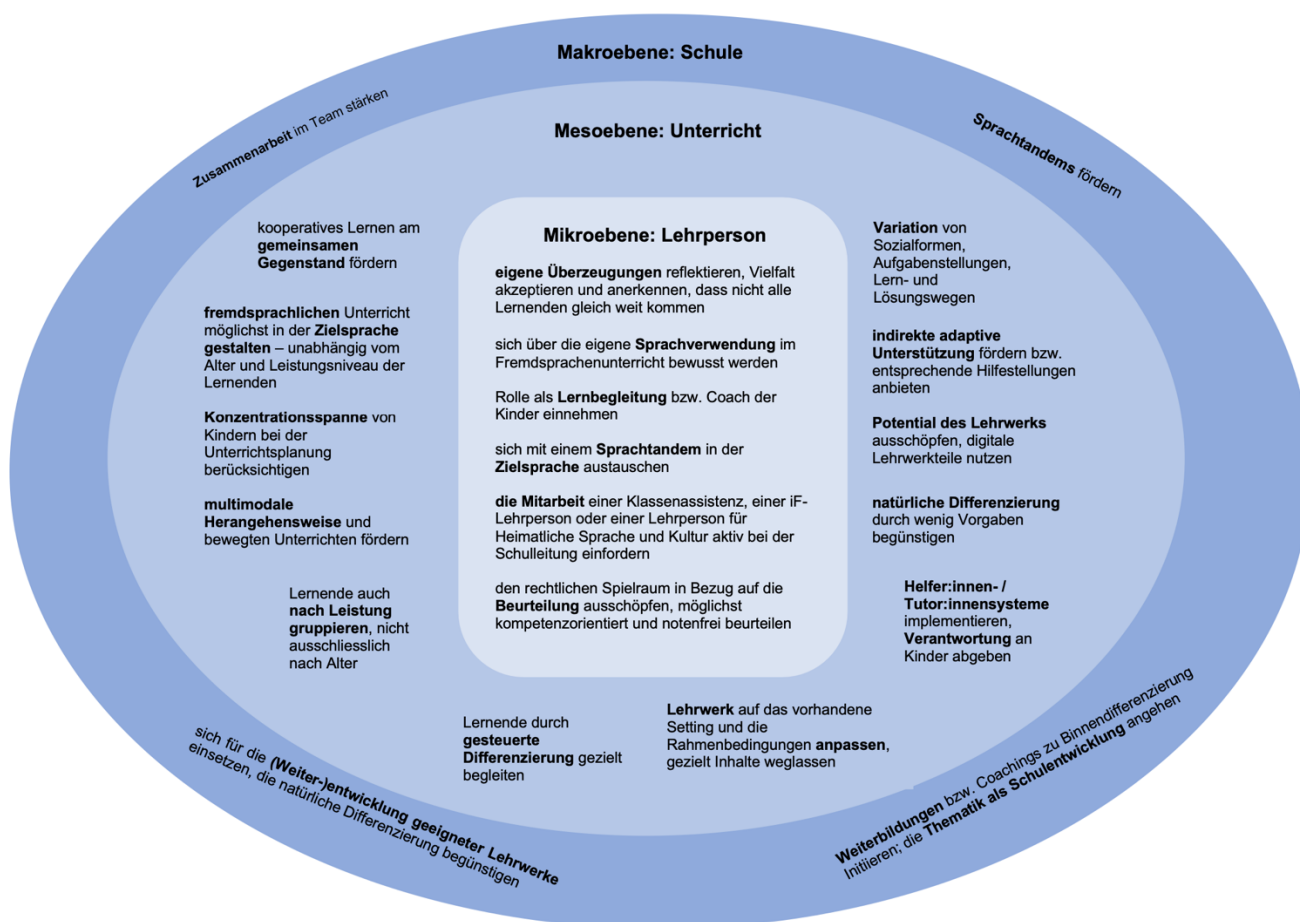 Makroebene: Schule
Zusammenarbeit im Team stärken
Sprachtandems fördern
Mesoebene: Unterricht
kooperatives Lernen am
gemeinsamen
Gegenstand fördern
fremdsprachlichen Unterricht
möglichst in der Zielsprache
gestalten – unabhängig vom
Alter und Leistungsniveau der
Lernenden
Konzentrationsspanne von
Kindern bei der
Unterrichtsplanung
berücksichtigen
multimodale
Herangehensweise und
bewegten Unterrichten fördern
Lernende auch
nach Leistung
gruppieren, nicht
ausschliesslich
nach Alter
Mikroebene: Lehrperson
eigene Überzeugungen reflektieren, Vielfalt
akzeptieren und anerkennen, dass nicht alle
Lernenden gleich weit kommen
sich über die eigene Sprachverwendung im
Fremdsprachenunterricht bewusst werden
Rolle als Lernbegleitung bzw. Coach der
Kinder einnehmen
sich mit einem Sprachtandem in der
Zielsprache austauschen
die Mitarbeit einer Klassenassistenz, einer iF-
Lehrperson oder einer Lehrperson für
Heimatliche Sprache und Kultur aktiv bei der
Schulleitung einfordern
den rechtlichen Spielraum in Bezug auf die
Beurteilung ausschöpfen, möglichst
kompetenzorientiert und notenfrei beurteilen
Variation von
Sozialformen,
Aufgabenstellungen,
Lern- und
Lösungswegen
indirekte adaptive
Unterstützung fördern bzw.
entsprechende Hilfestellungen
anbieten
Potential des Lehrwerks
ausschöpfen, digitale
Lehrwerkteile nutzen
natürliche Differenzierung
durch wenig Vorgaben
begünstigen
Helfer:innen- /
Tutor:innensysteme
implementieren,
Verantwortung an
Kinder abgeben
Lernende durch
gesteuerte
Differenzierung gezielt
begleiten
Lehrwerk auf das vorhandene
Setting und die
Rahmenbedingungen anpassen,
gezielt Inhalte weglassen
sich für die (Weiter-)entwicklung geeigneter Lehrwerke
einsetzen, die natürliche Differenzierung begünstigen
Weiterbildungen bzw. Coachings zu Binnendifferenzierung
Initiieren; die Thematik als Schulentwicklung angehen